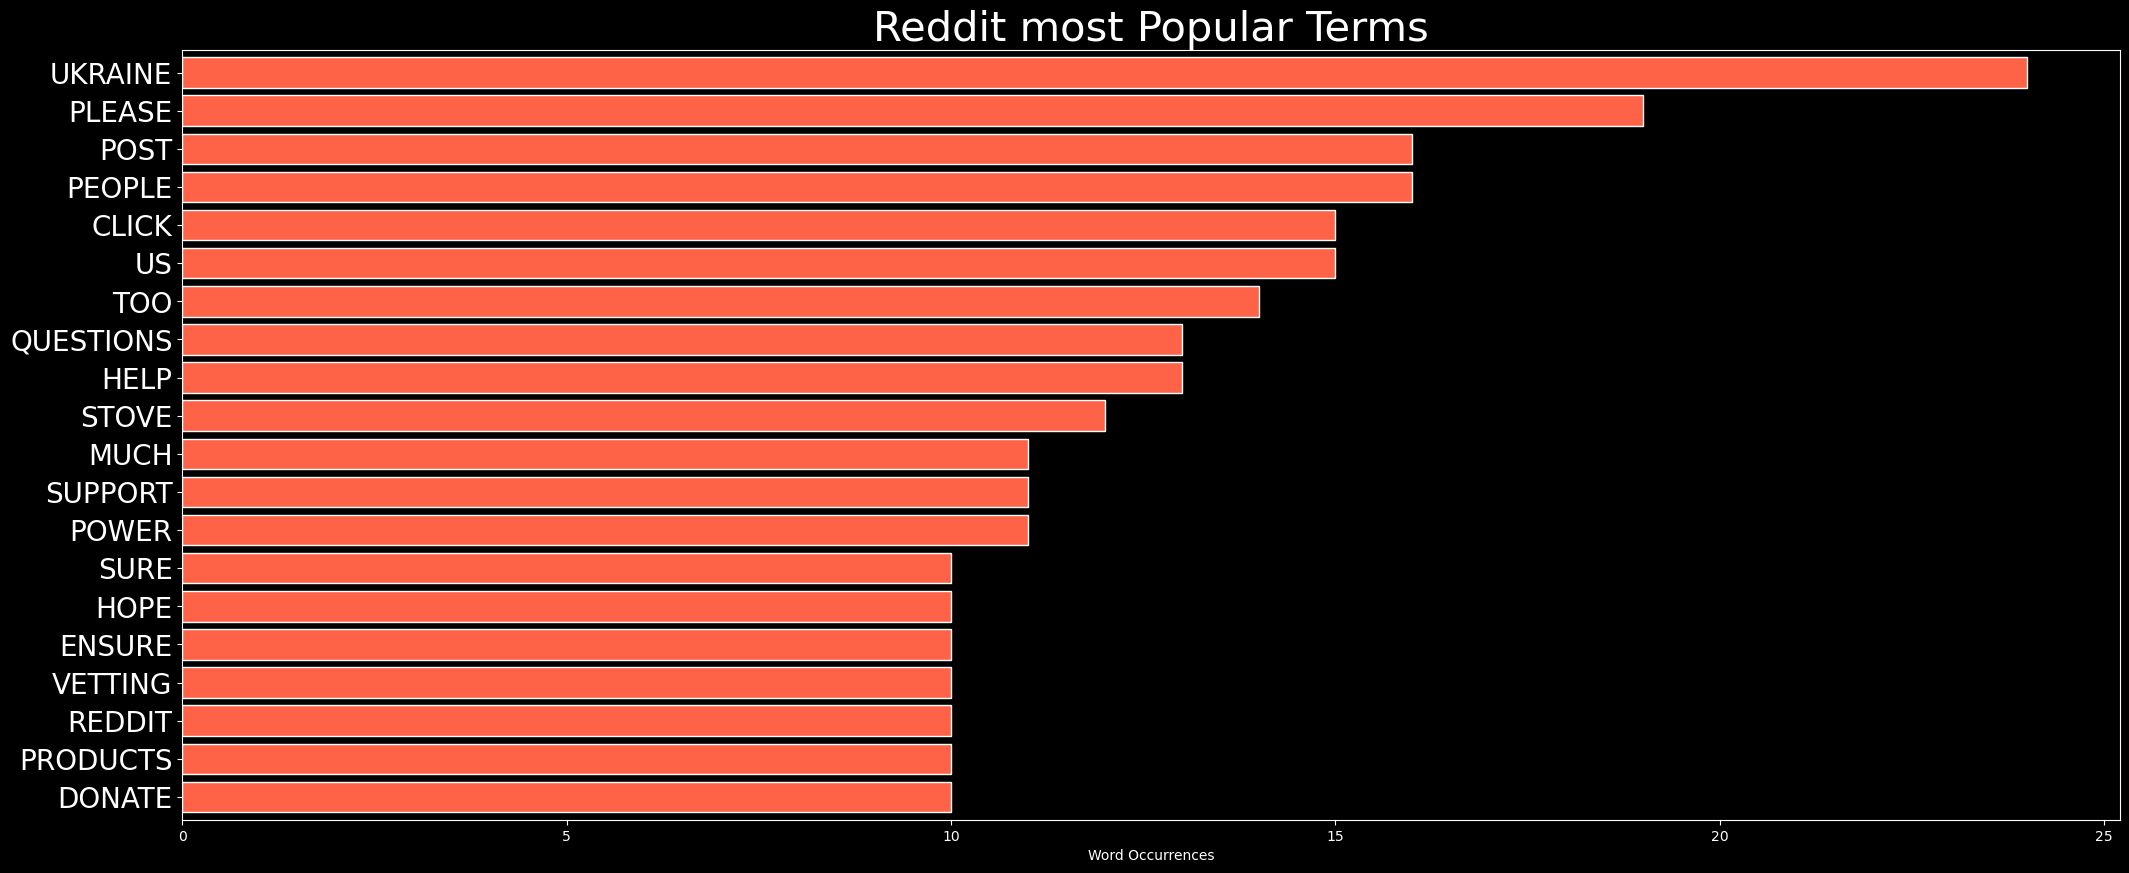 Reddit most Popular Terms
UKRAINE
PLEASE
POST
PEOPLE
CLICK
US
TOO
QUESTIONS
HELP
STOVE
MUCH
SUPPORT
POWER
SURE
HOPE
ENSURE
VETTING
REDDIT
PRODUCTS
DONATE
0 5 10 15 20 25
Word Occurrences